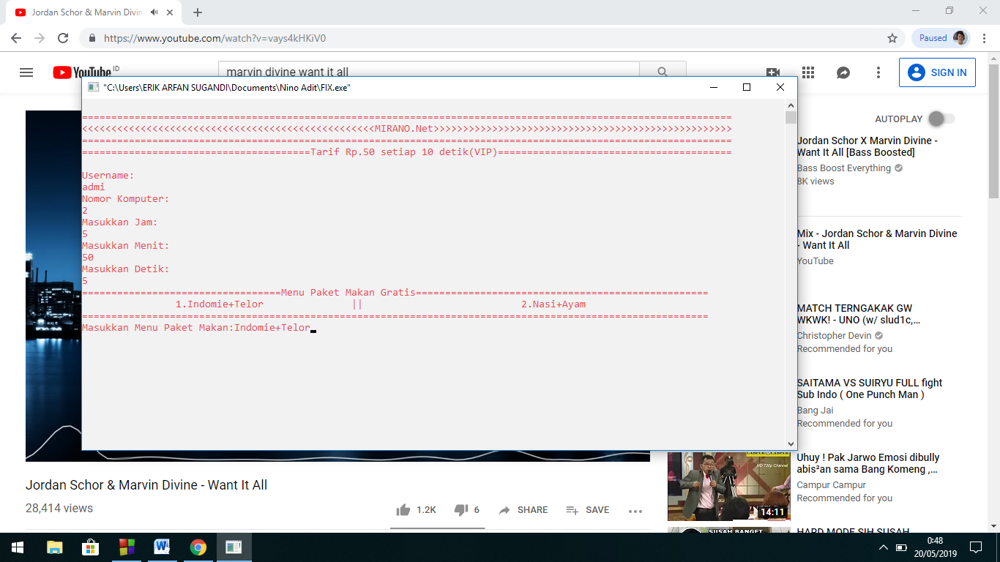 Jordan Schor & Marvin Divin
https://www.youtube.com/watch?v=vays4kHKiV0
Paused
YouTube ID
marvin divine want it all
SIGN IN
"C:\Users\ERIK ARFAN SUGANDI\Documents\Nino Adit\FIX.exe"
===============================================================================================================
<<<<<<<<<<<<<<<<<<<<<<<<<<<<<<<<<<<<<<<<<<<<<<<<<<MIRANO.Net>>>>>>>>>>>>>>>>>>>>>>>>>>>>>>>>>>>>>>>>>>>>>>>>>>>
===============================================================================================================
=======================================Tarif Rp.50 setiap 10 detik(VIP)========================================
Username:
admi
Nomor Komputer:
2
Masukkan Jam:
5
Masukkan Menit:
50
Masukkan Detik:
5
==================================Menu Paket Makan Gratis==================================================
1.Indomie+Telor || 2.Nasi+Ayam
===========================================================================================================
Masukkan Menu Paket Makan:Indomie+Telor
AUTOPLAY
Jordan Schor X Marvin Divine -
Want It All [Bass Boosted]
Bass Boost Everything
8K views
Mix - Jordan Schor & Marvin Divine
- Want It All
YouTube
MATCH TERNGAKAK GW
WKWK! - UNO (w/ slud1c,…
Christopher Devin
Recommended for you
SAITAMA VS SUIRYU FULL fight
Sub Indo ( One Punch Man )
Bang Jai
Recommended for you
HD 720p Channel
14:11
Uhuy ! Pak Jarwo Emosi dibully
abis²an sama Bang Komeng ,…
Campur Campur
Recommended for you
SUSAH BANGET
HARD MODE SIH SUSAH
Jordan Schor & Marvin Divine - Want It All
28,414 views
1.2K
6
SHARE
SAVE
0:48
20/05/2019